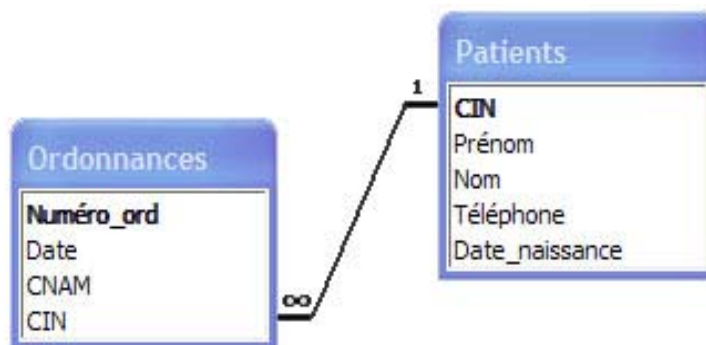 Patients
1
CIN
Prénom
Nom
Téléphone
Date_naissance
Ordonnances
Numéro_ord
Date
CNAM
CIN
∞